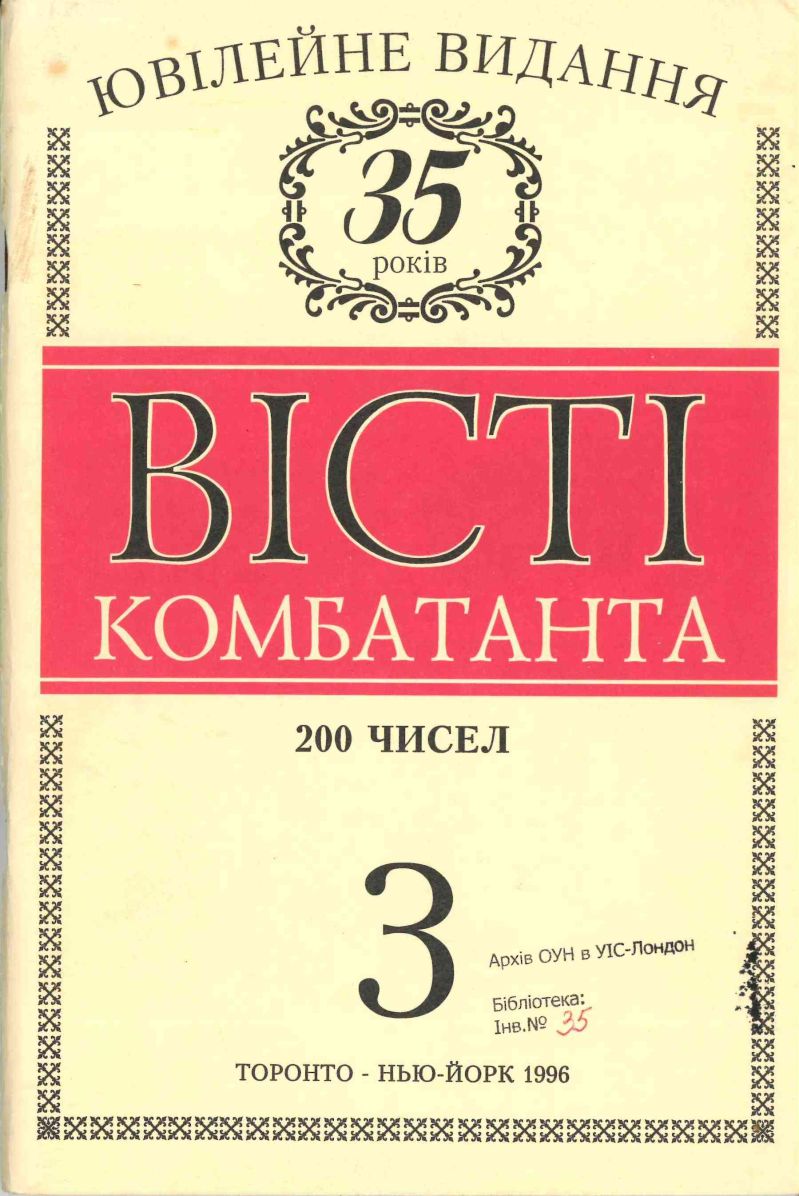 ЮВІЛЕЙНЕ ВИДАННЯ
35
років
ВІСТІ
КОМБАТАНТА
200 ЧИСЕЛ
3
Архів ОУН в УІС-Лондон
Бібліотека:
Інв.№ 35
ТОРОНТО - НЬЮ-ЙОРК 1996